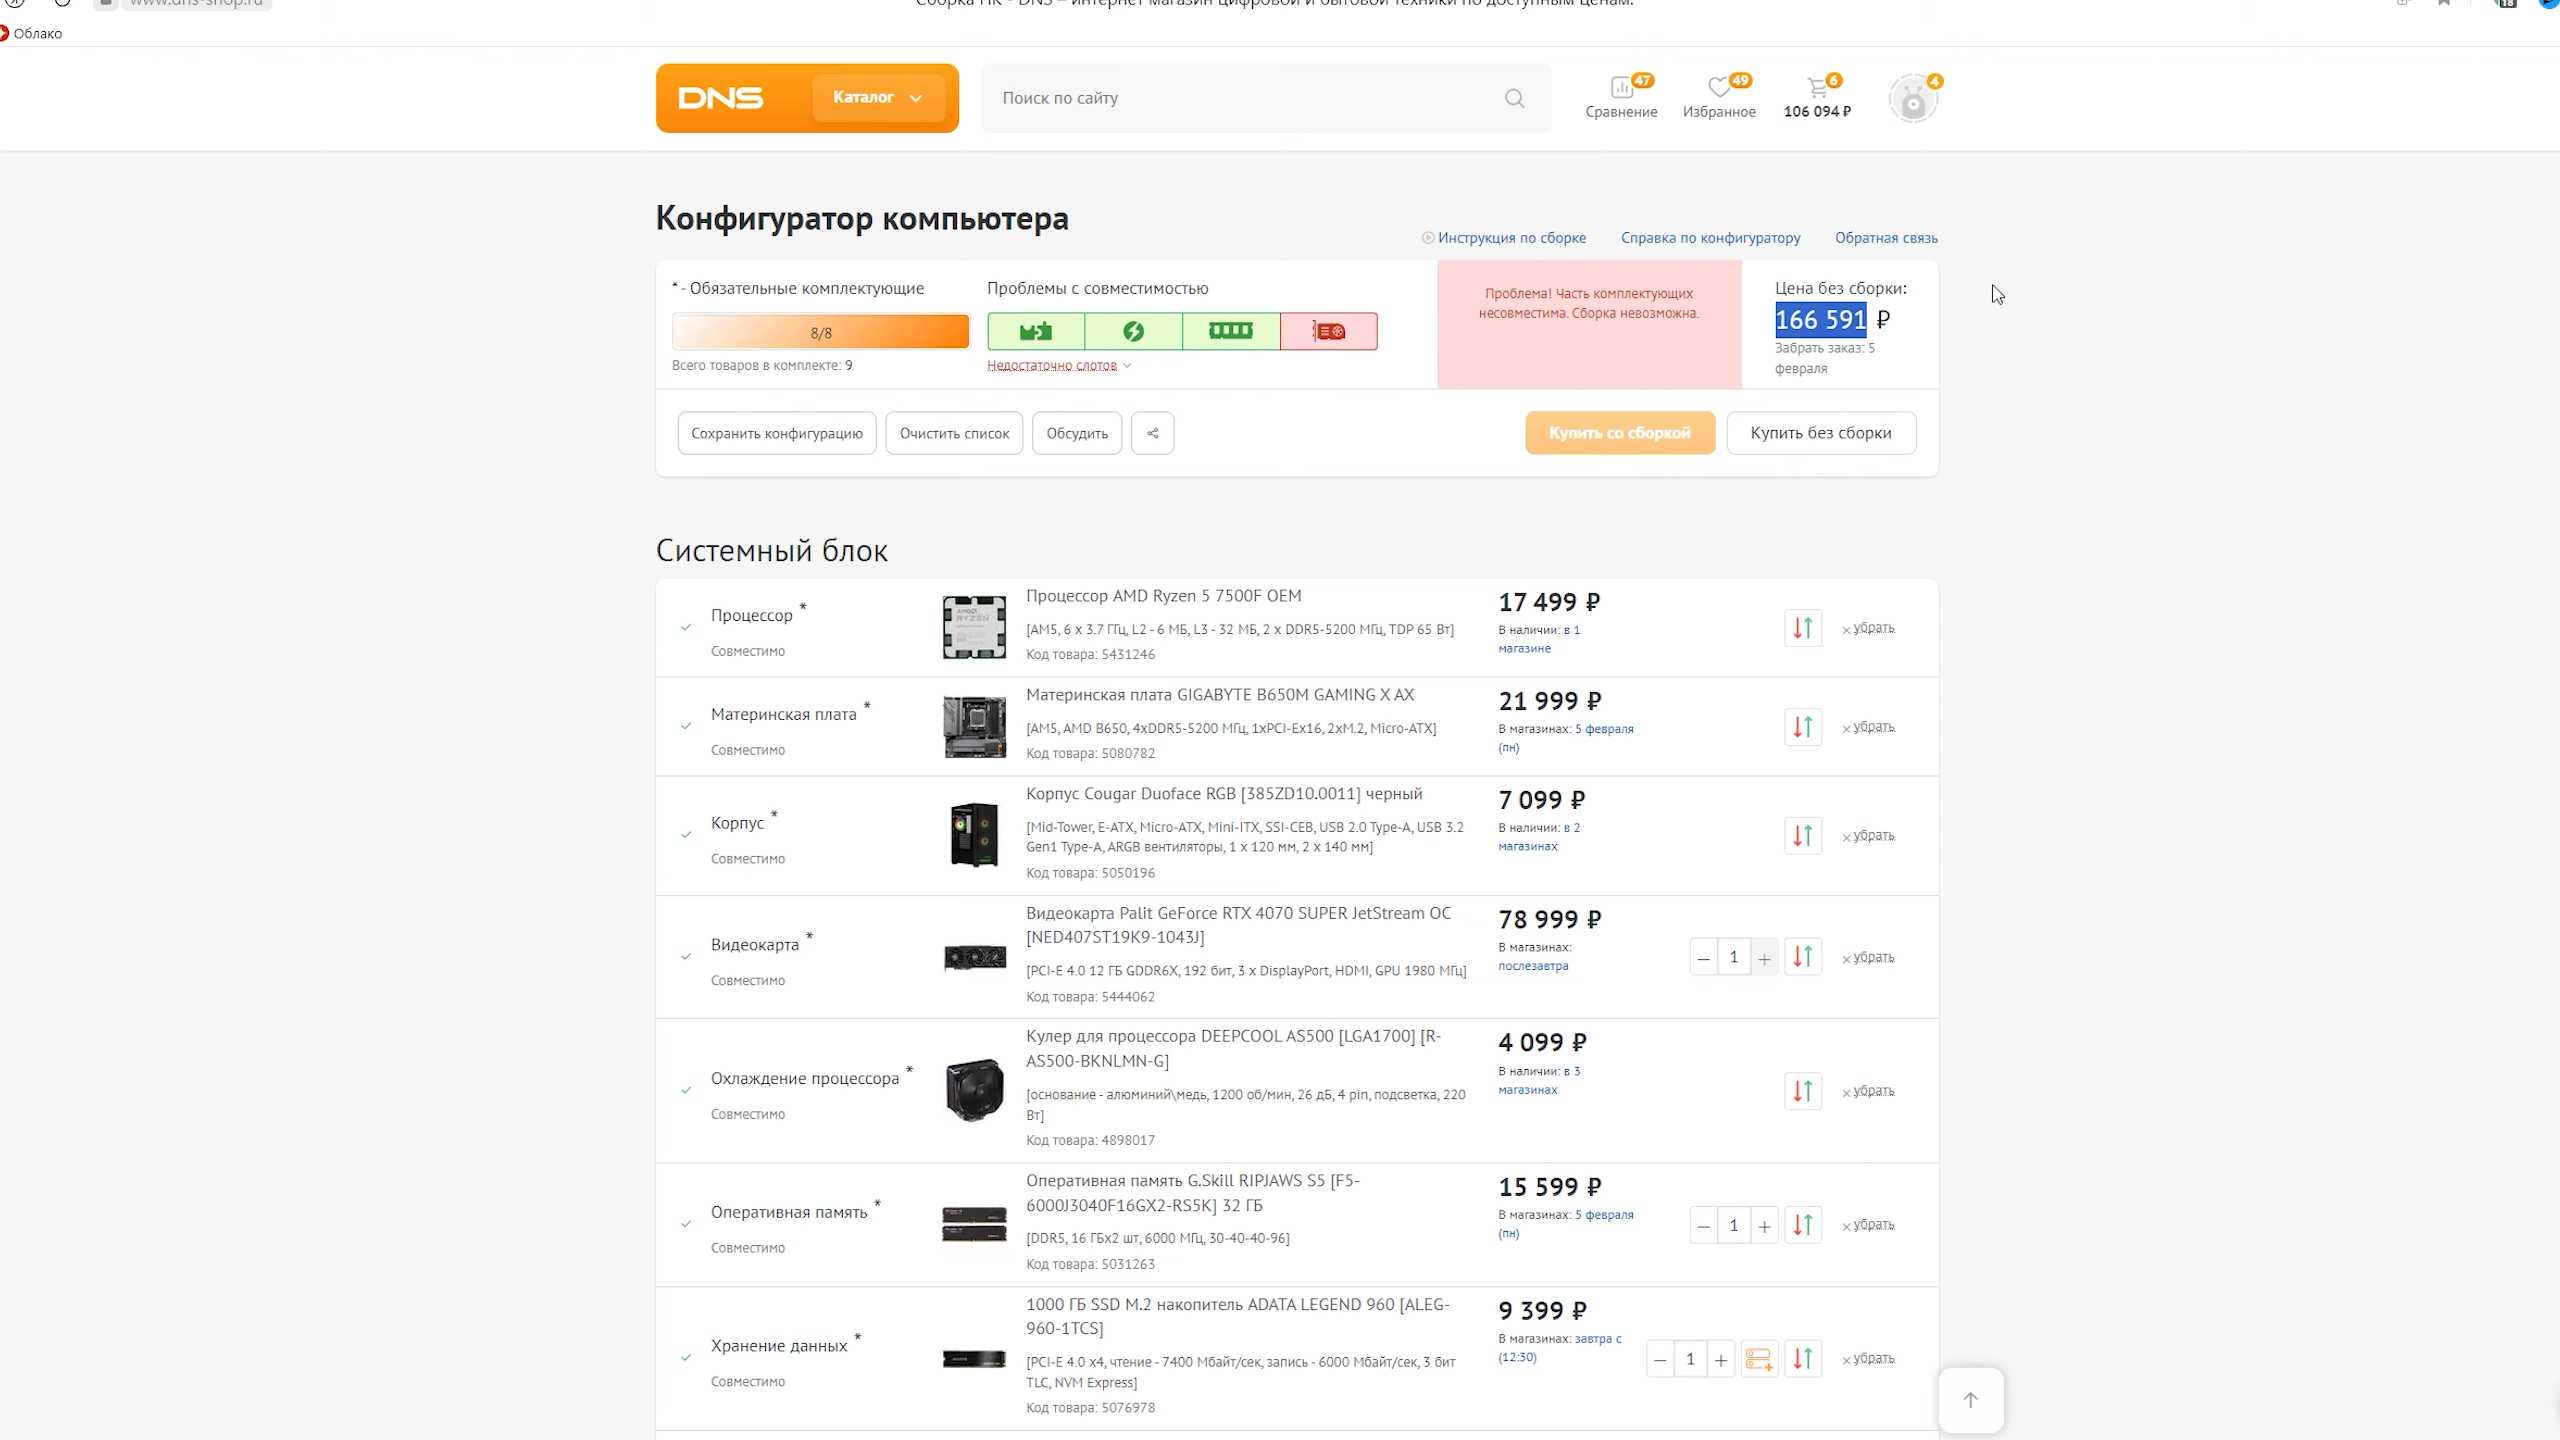 www.dns-shop.ru
Сборка ПК - DNS – интернет магазин цифровой и бытовой техники по доступным ценам.
18
Облако
DNS
Каталог
Поиск по сайту
47
Сравнение
49
Избранное
6
106 094 ₽
4
Конфигуратор компьютера
Инструкция по сборке
Справка по конфигуратору
Обратная связь
* - Обязательные комплектующие
8/8
Всего товаров в комплекте: 9
Проблемы с совместимостью
Недостаточно слотов
Проблема! Часть комплектующих
несовместима. Сборка невозможна.
Цена без сборки:
166 591 ₽
Забрать заказ: 5
февраля
Сохранить конфигурацию
Очистить список
Обсудить
Купить со сборкой
Купить без сборки
Системный блок
Процессор *
Совместимо
Процессор AMD Ryzen 5 7500F OEM
[AM5, 6 x 3.7 ГГц, L2 - 6 МБ, L3 - 32 МБ, 2 x DDR5-5200 МГц, TDP 65 Вт]
Код товара: 5431246
17 499 ₽
В наличии: в 1
магазине
убрать
Материнская плата *
Совместимо
Материнская плата GIGABYTE B650M GAMING X AX
[AM5, AMD B650, 4xDDR5-5200 МГц, 1xPCI-Ex16, 2xM.2, Micro-ATX]
Код товара: 5080782
21 999 ₽
В магазинах: 5 февраля
(пн)
убрать
Корпус *
Совместимо
Корпус Cougar Duoface RGB [385ZD10.0011] черный
[Mid-Tower, E-ATX, Micro-ATX, Mini-ITX, SSI-CEB, USB 2.0 Type-A, USB 3.2
Gen1 Type-A, ARGB вентиляторы, 1 x 120 мм, 2 x 140 мм]
Код товара: 5050196
7 099 ₽
В наличии: в 2
магазинах
убрать
Видеокарта *
Совместимо
Видеокарта Palit GeForce RTX 4070 SUPER JetStream OC
[NED407ST19K9-1043J]
[PCI-E 4.0 12 ГБ GDDR6X, 192 бит, 3 x DisplayPort, HDMI, GPU 1980 МГц]
Код товара: 5444062
78 999 ₽
В магазинах:
послезавтра
– 1 +
убрать
Охлаждение процессора *
Совместимо
Кулер для процессора DEEPCOOL AS500 [LGA1700] [R-
AS500-BKNLMN-G]
[основание - алюминий\медь, 1200 об/мин, 26 дБ, 4 pin, подсветка, 220
Вт]
Код товара: 4898017
4 099 ₽
В наличии: в 3
магазинах
убрать
Оперативная память *
Совместимо
Оперативная память G.Skill RIPJAWS S5 [F5-
6000J3040F16GX2-RS5K] 32 ГБ
[DDR5, 16 ГБx2 шт, 6000 МГц, 30-40-40-96]
Код товара: 5031263
15 599 ₽
В магазинах: 5 февраля
(пн)
– 1 +
убрать
Хранение данных *
Совместимо
1000 ГБ SSD M.2 накопитель ADATA LEGEND 960 [ALEG-
960-1TCS]
[PCI-E 4.0 x4, чтение - 7400 Мбайт/сек, запись - 6000 Мбайт/сек, 3 бит
TLC, NVM Express]
Код товара: 5076978
9 399 ₽
В магазинах: завтра с
(12:30)
– 1 +
убрать